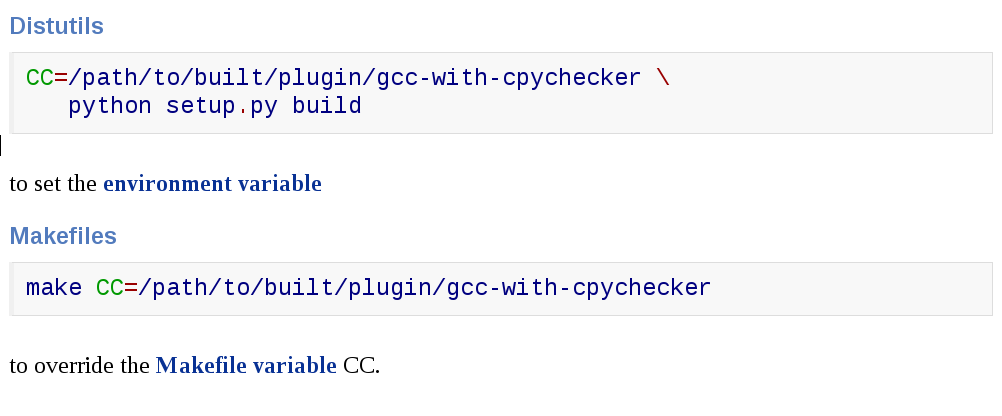 Distutils
CC=/path/to/built/plugin/gcc-with-cpychecker \
   python setup.py build
to set the environment variable
Makefiles
make CC=/path/to/built/plugin/gcc-with-cpychecker
to override the Makefile variable CC.